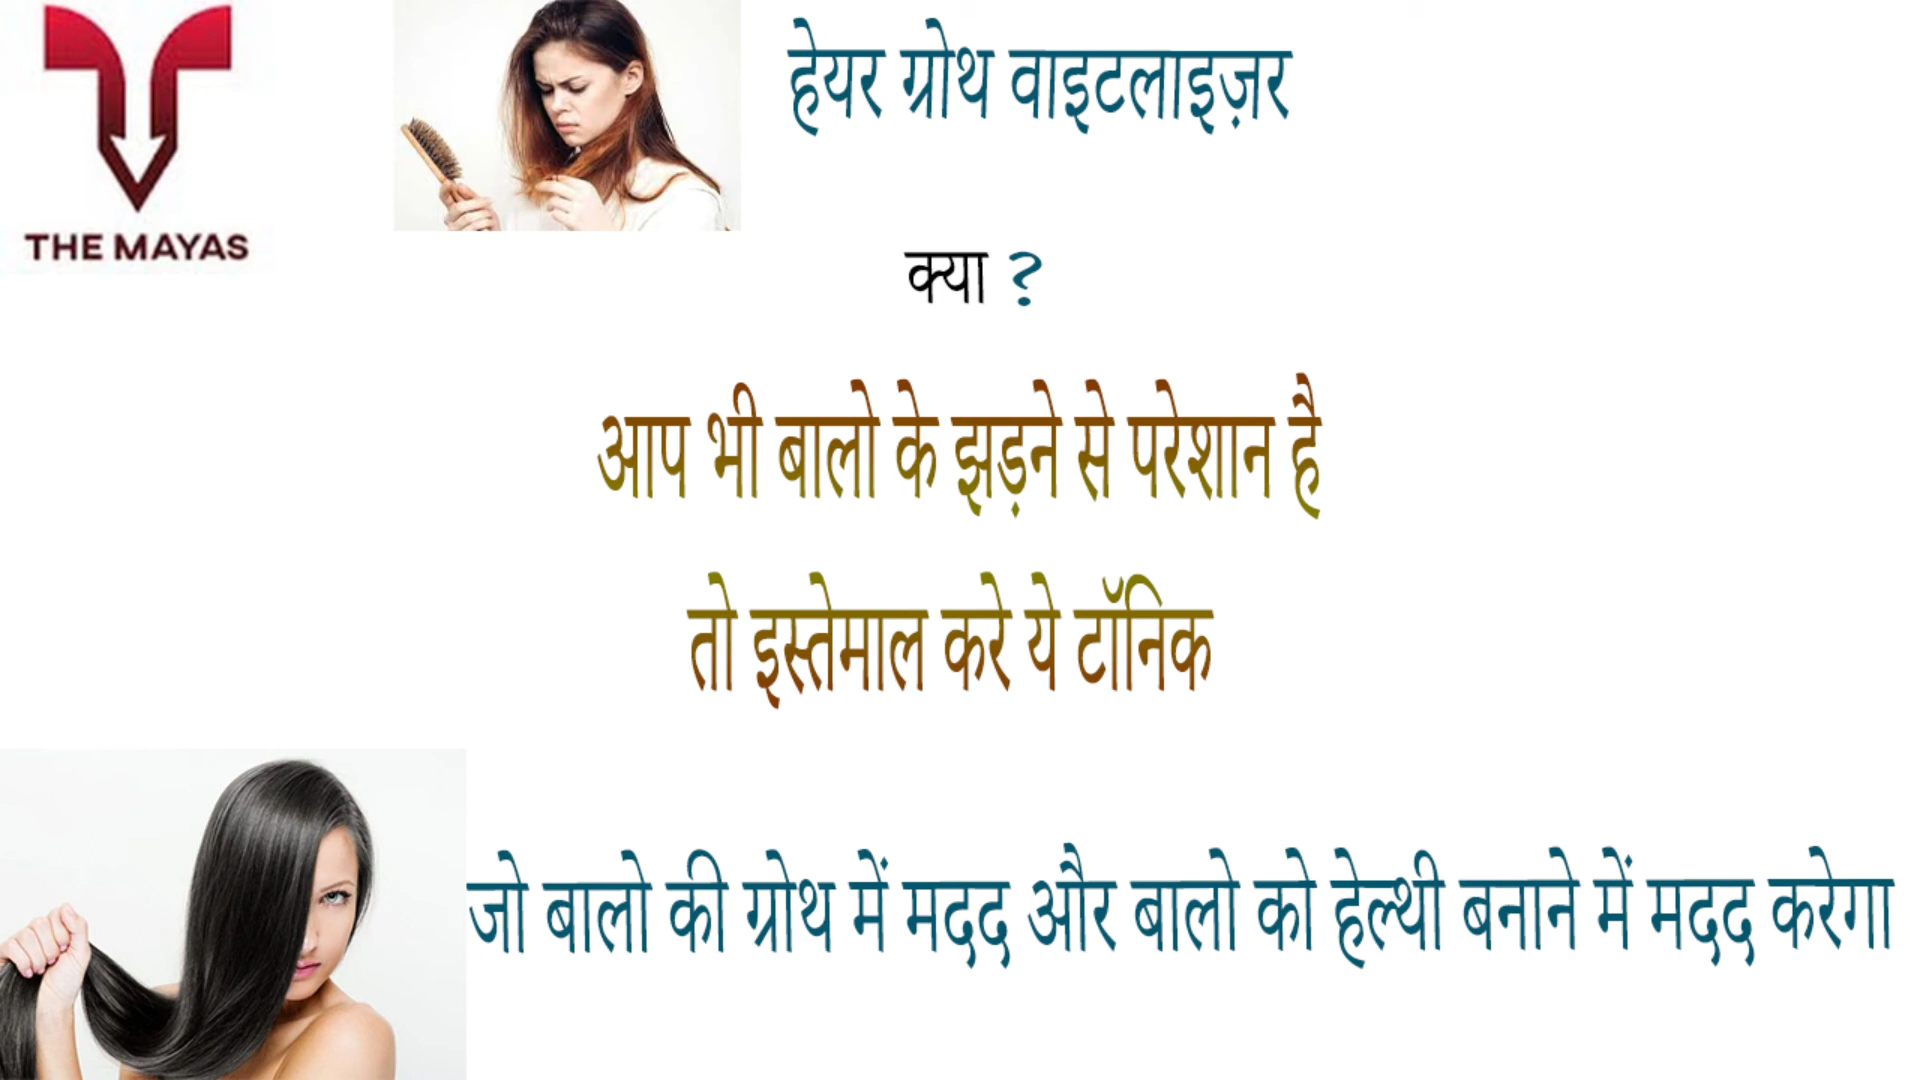 THE MAYAS
हेयर ग्रोथ वाइटलाइज़र
क्या ?
आप भी बालो के झड़ने से परेशान है
तो इस्तेमाल करे ये टॉनिक
जो बालो की ग्रोथ में मदद और बालो को हेल्थी बनाने में मदद करेगा